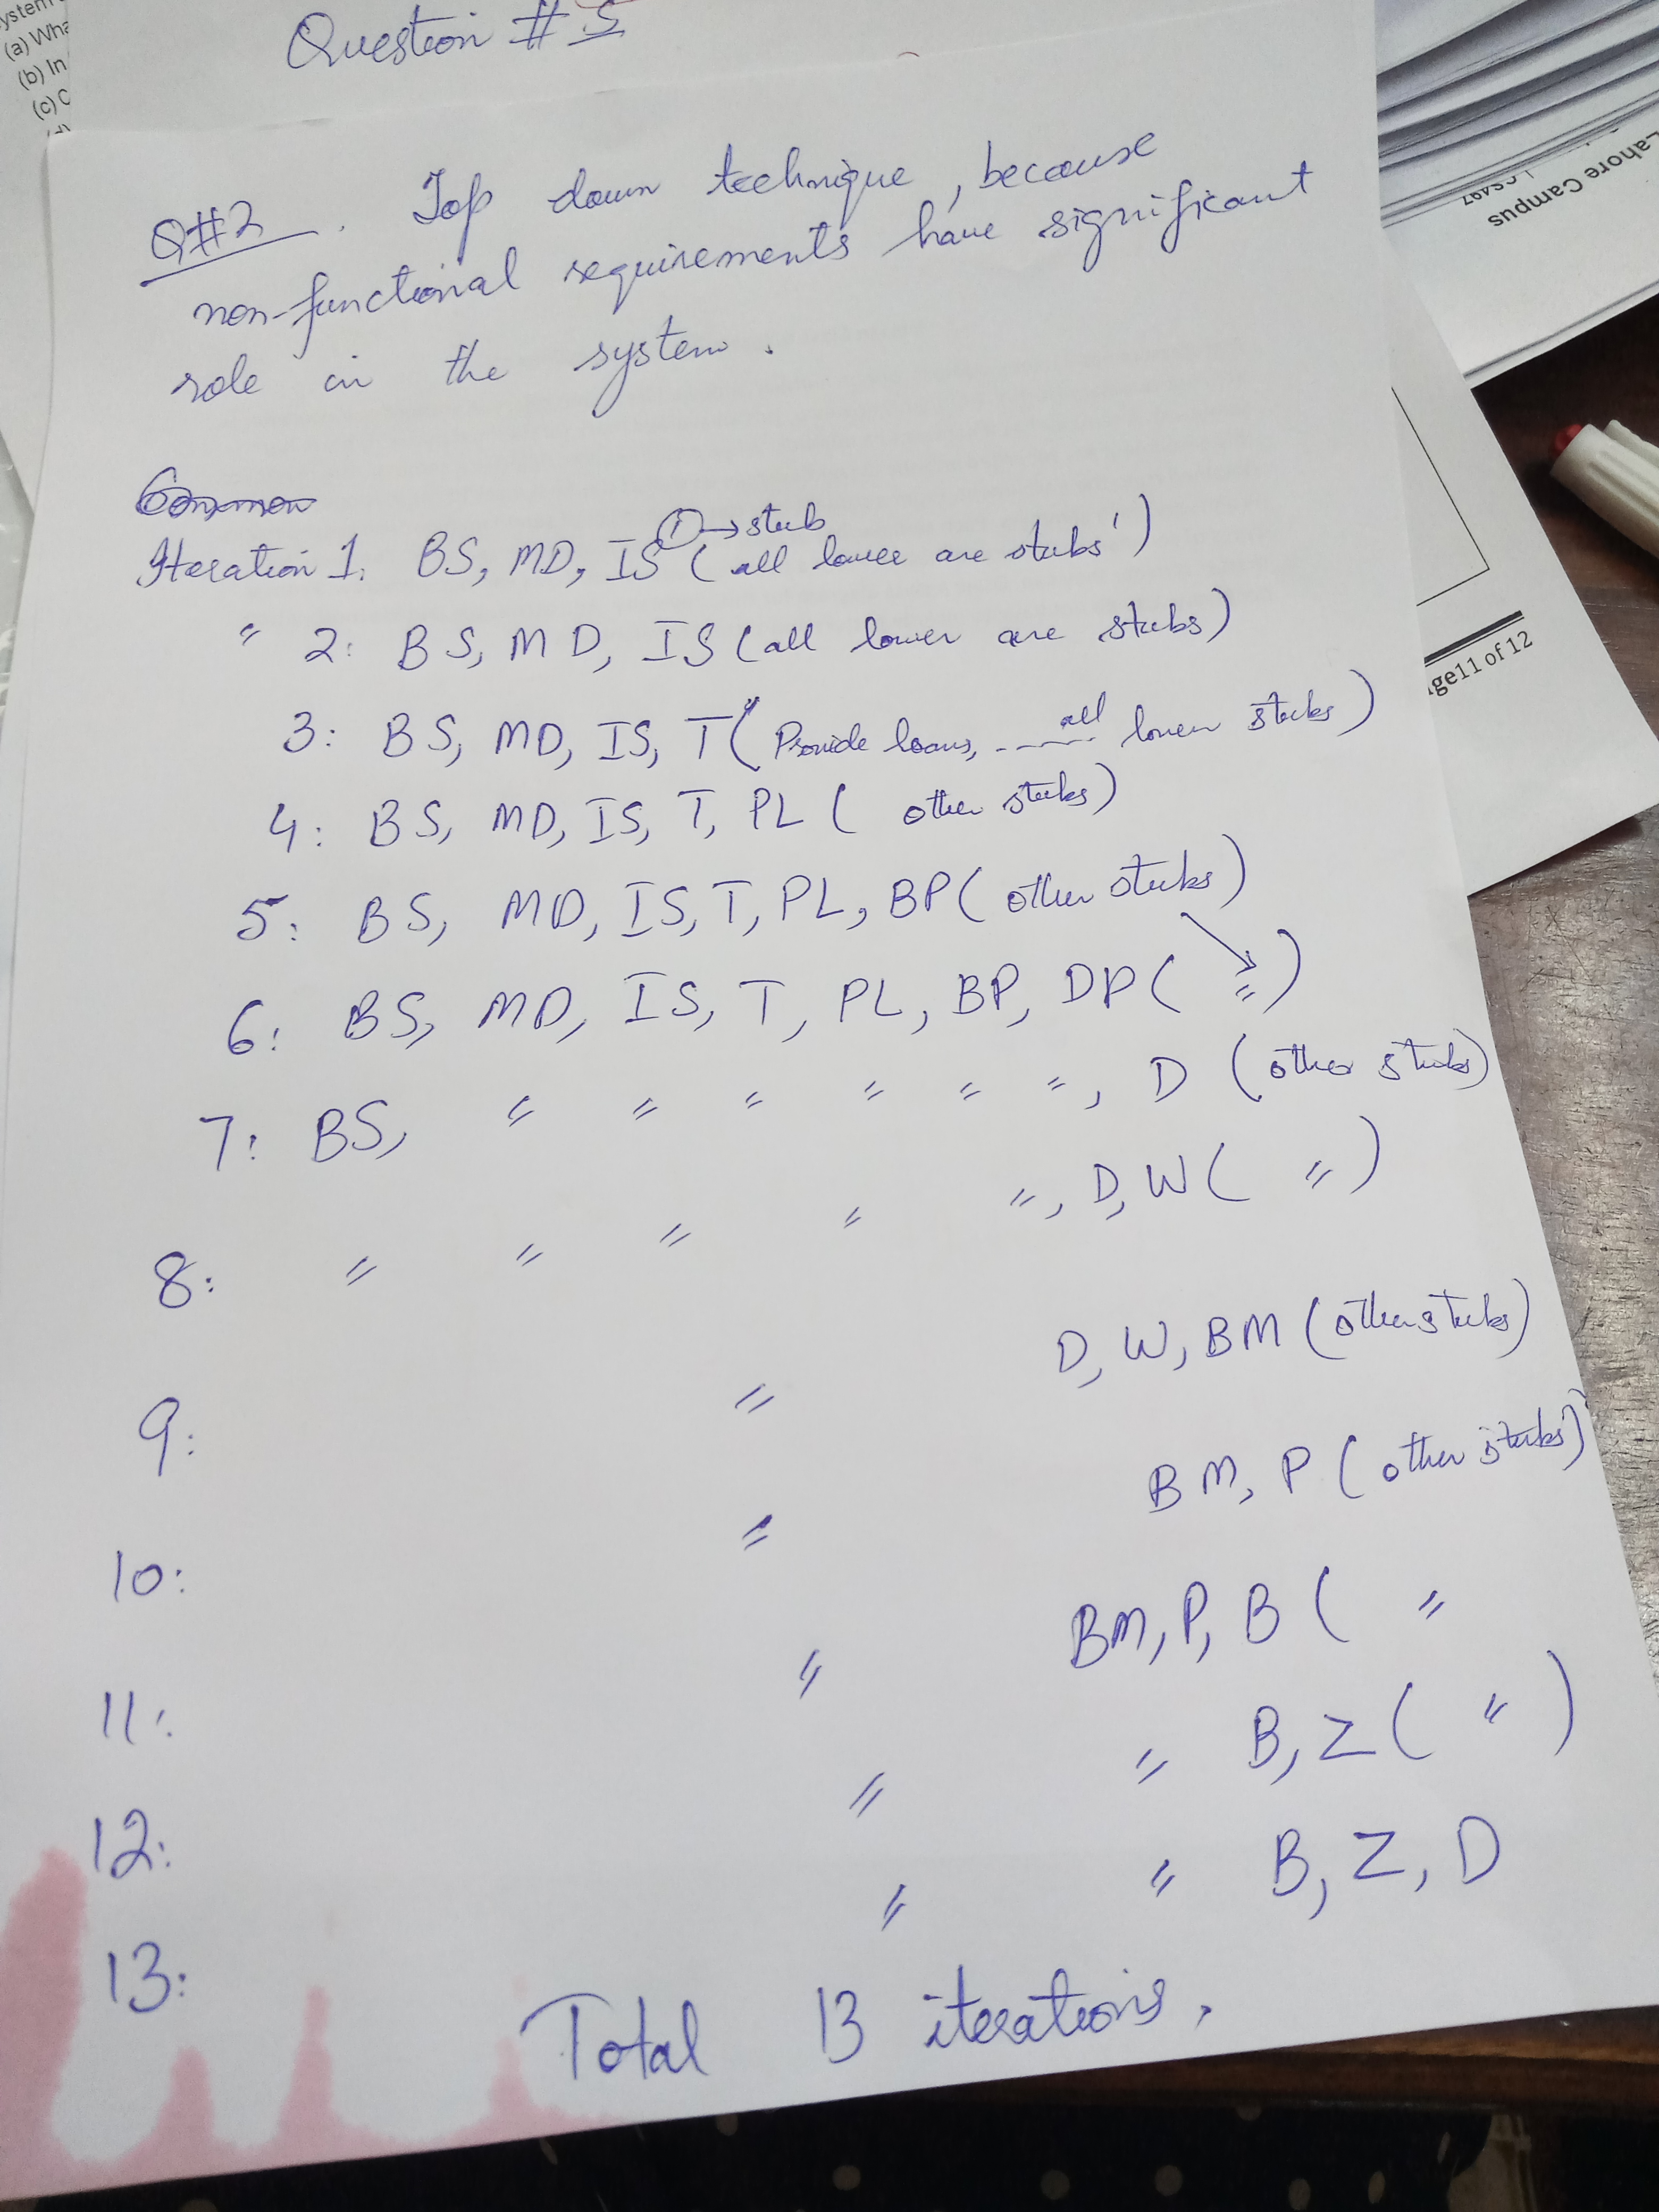 ystem
(a) Wha
(b) In
(c) C
Question # 5
Lahore Campus
Q#2. Top down technique, because
non-functional requirements have significant
role in the system.
Common
Iteration 1. BS, MD, IS (all lower are stubs')
① → stub
" 2: BS, MD, IS (all lower are stubs)
3: BS, MD, IS, T (Provide loans, ------ all lower stubs)
4: BS, MD, IS, T, PL ( other stubs)
5: BS, MD, IS, T, PL, BP ( other stubs)
6: BS, MD, IS, T, PL, BP, DP ( " )
7: BS, " " " " " ", D (other stubs)
8: " " " " ", D, W ( " )
9: " D, W, BM (other stubs)
10: " BM, P ( other stubs)
11: " BM, P, B ( "
12: " " B, Z ( " )
13: " " B, Z, D
Total 13 iterations.
age11 of 12